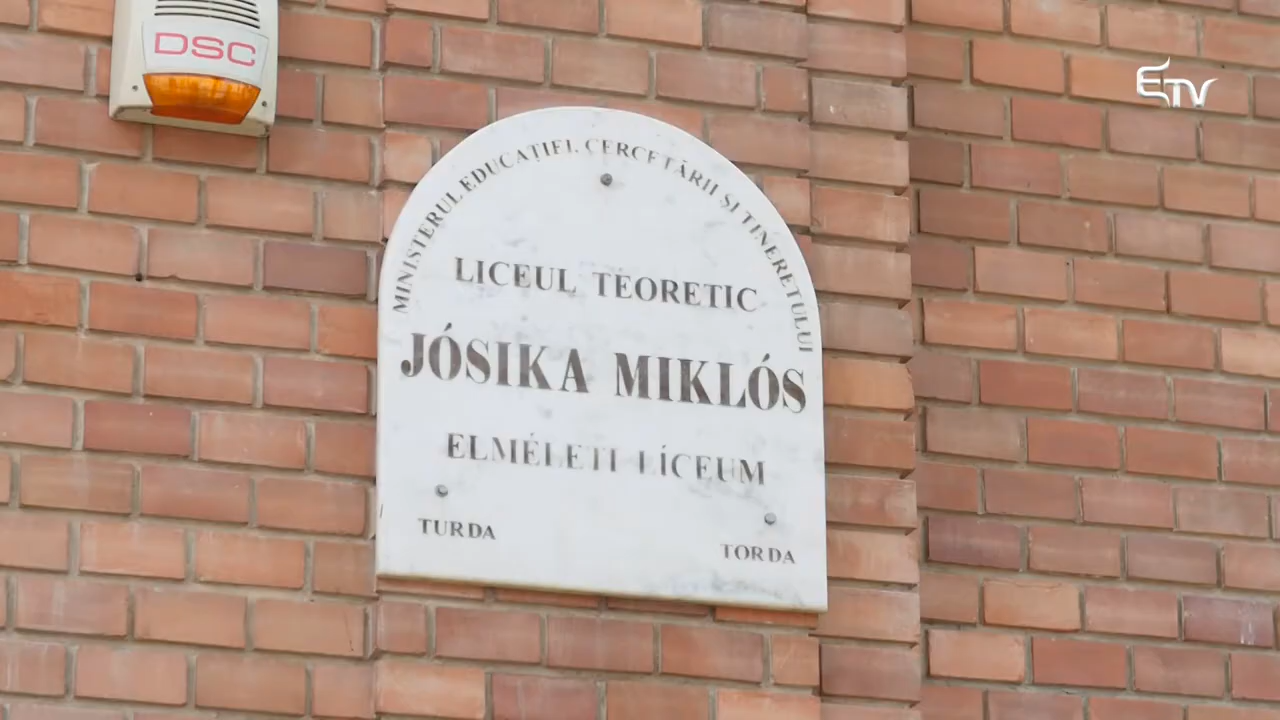 DSC
ETV
MINISTERUL EDUCAȚIEI, CERCETĂRII ȘI TINERETULUI
LICEUL TEORETIC
JÓSIKA MIKLÓS
ELMÉLETI LÍCEUM
TURDA
TORDA